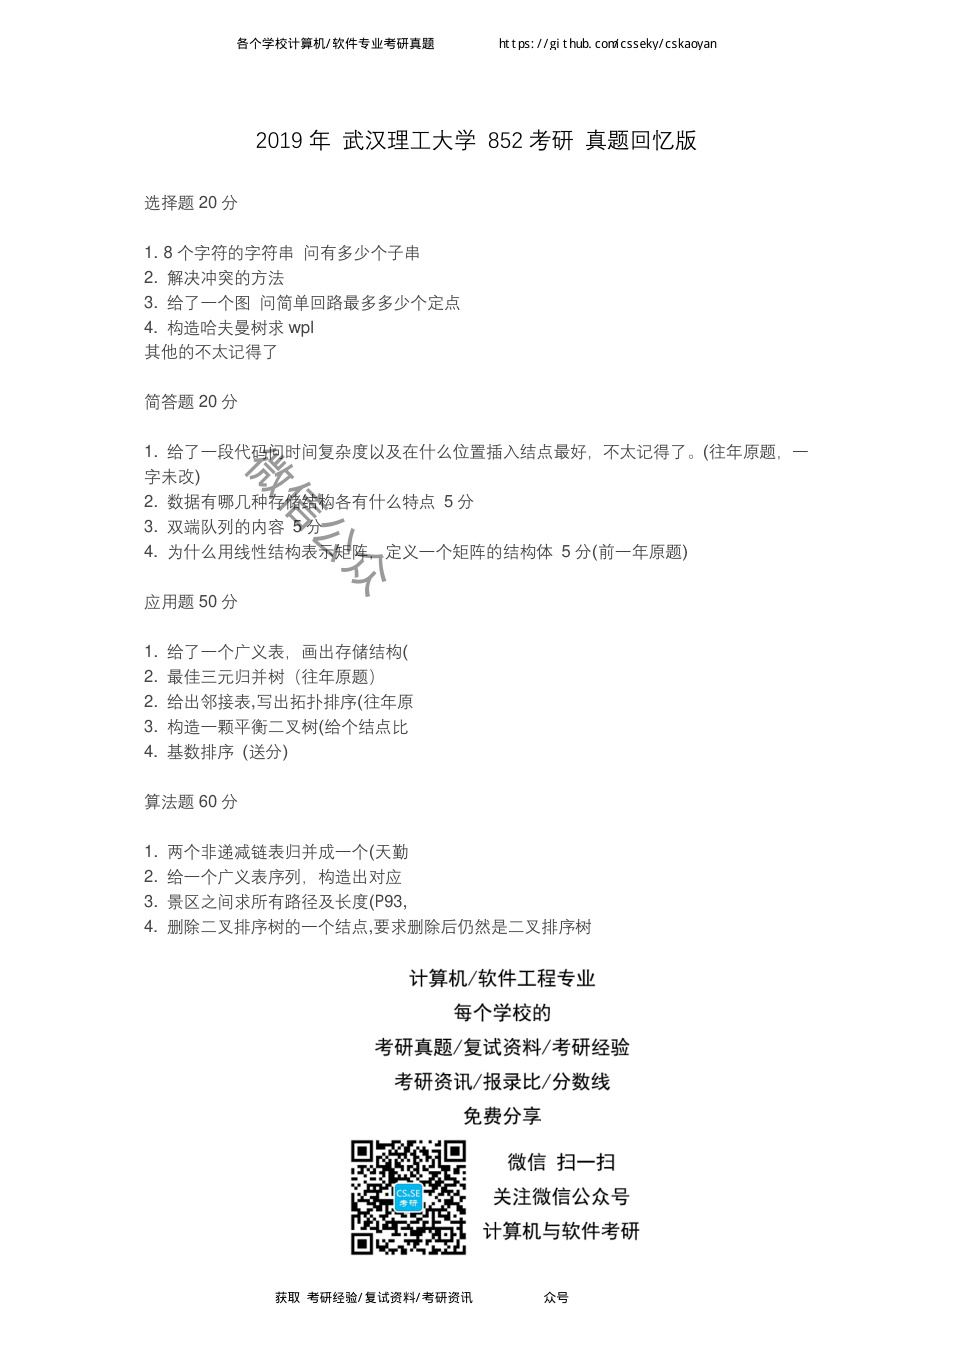 各个学校计算机/软件专业考研真题 https://github.com/csseky/cskaoyan
2019 年 武汉理工大学 852 考研 真题回忆版
选择题 20 分
1. 8 个字符的字符串 问有多少个子串
2. 解决冲突的方法
3. 给了一个图 问简单回路最多多少个定点
4. 构造哈夫曼树求 wpl
其他的不太记得了
简答题 20 分
1. 给了一段代码问时间复杂度以及在什么位置插入结点最好，不太记得了。(往年原题，一
字未改)
2. 数据有哪几种存储结构各有什么特点 5 分
3. 双端队列的内容 5 分
4. 为什么用线性结构表示矩阵，定义一个矩阵的结构体 5 分(前一年原题)
微信公众
应用题 50 分
1. 给了一个广义表，画出存储结构(
2. 最佳三元归并树（往年原题）
2. 给出邻接表,写出拓扑排序(往年原
3. 构造一颗平衡二叉树(给个结点比
4. 基数排序 (送分)
算法题 60 分
1. 两个非递减链表归并成一个(天勤
2. 给一个广义表序列，构造出对应
3. 景区之间求所有路径及长度(P93,
4. 删除二叉排序树的一个结点,要求删除后仍然是二叉排序树
计算机/软件工程专业
每个学校的
考研真题/复试资料/考研经验
考研资讯/报录比/分数线
免费分享
CS&SE
考研
微信 扫一扫
关注微信公众号
计算机与软件考研
获取 考研经验/复试资料/考研资讯 众号